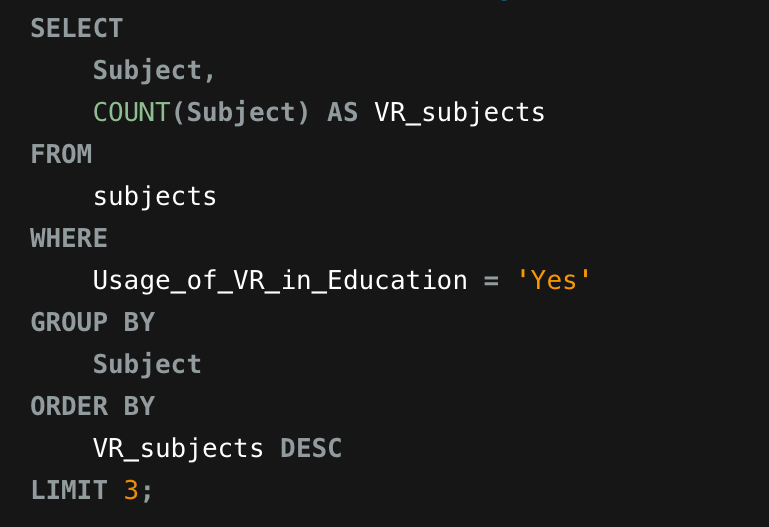 SELECT
    Subject,
    COUNT(Subject) AS VR_subjects
FROM
    subjects
WHERE
    Usage_of_VR_in_Education = 'Yes'
GROUP BY
    Subject
ORDER BY
    VR_subjects DESC
LIMIT 3;